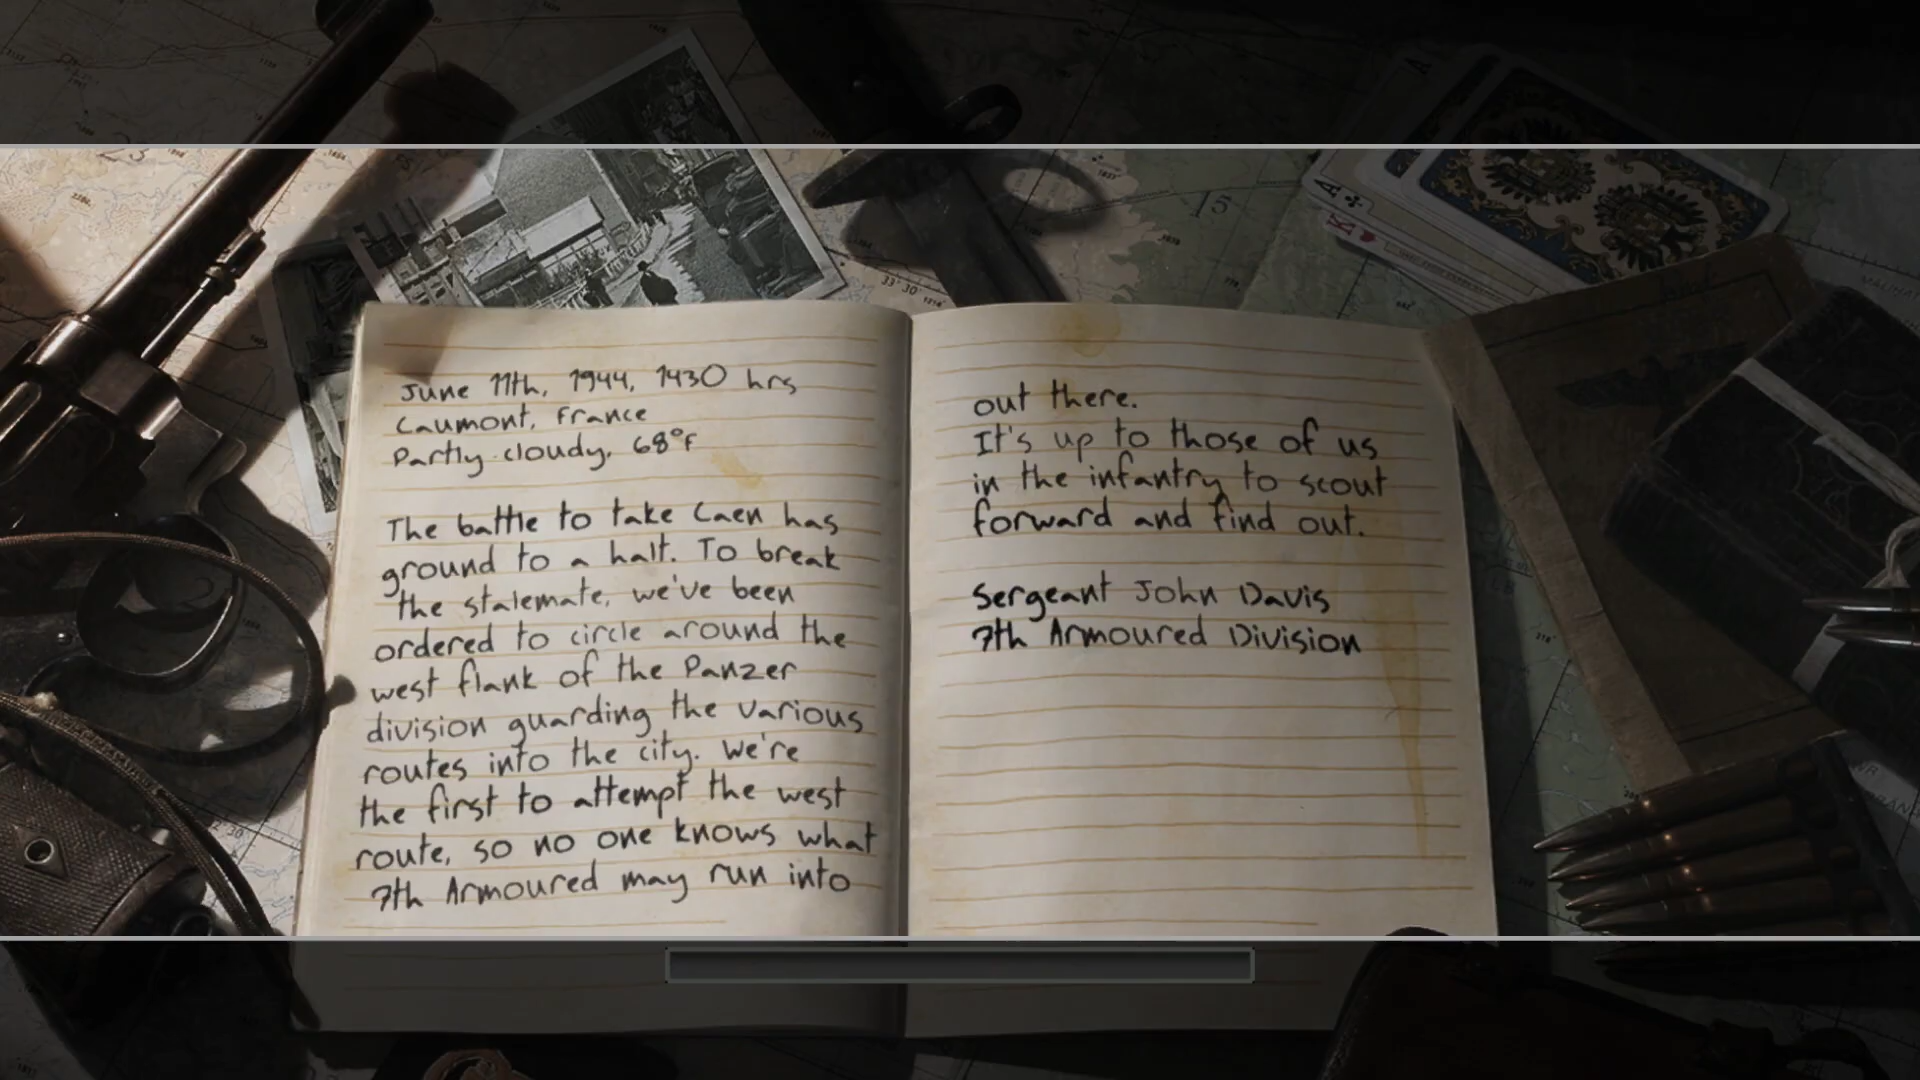 June 11th, 1944, 1430 hrs
Caumont, France
Partly cloudy, 68°F
The battle to take Caen has
ground to a halt. To break
the stalemate, we've been
ordered to circle around the
west flank of the Panzer
division guarding the various
routes into the city. We're
the first to attempt the west
route, so no one knows what
7th Armoured may run into
out there.
It's up to those of us
in the infantry to scout
forward and find out.
Sergeant John Davis
7th Armoured Division
23
15
33° 30'
A
K